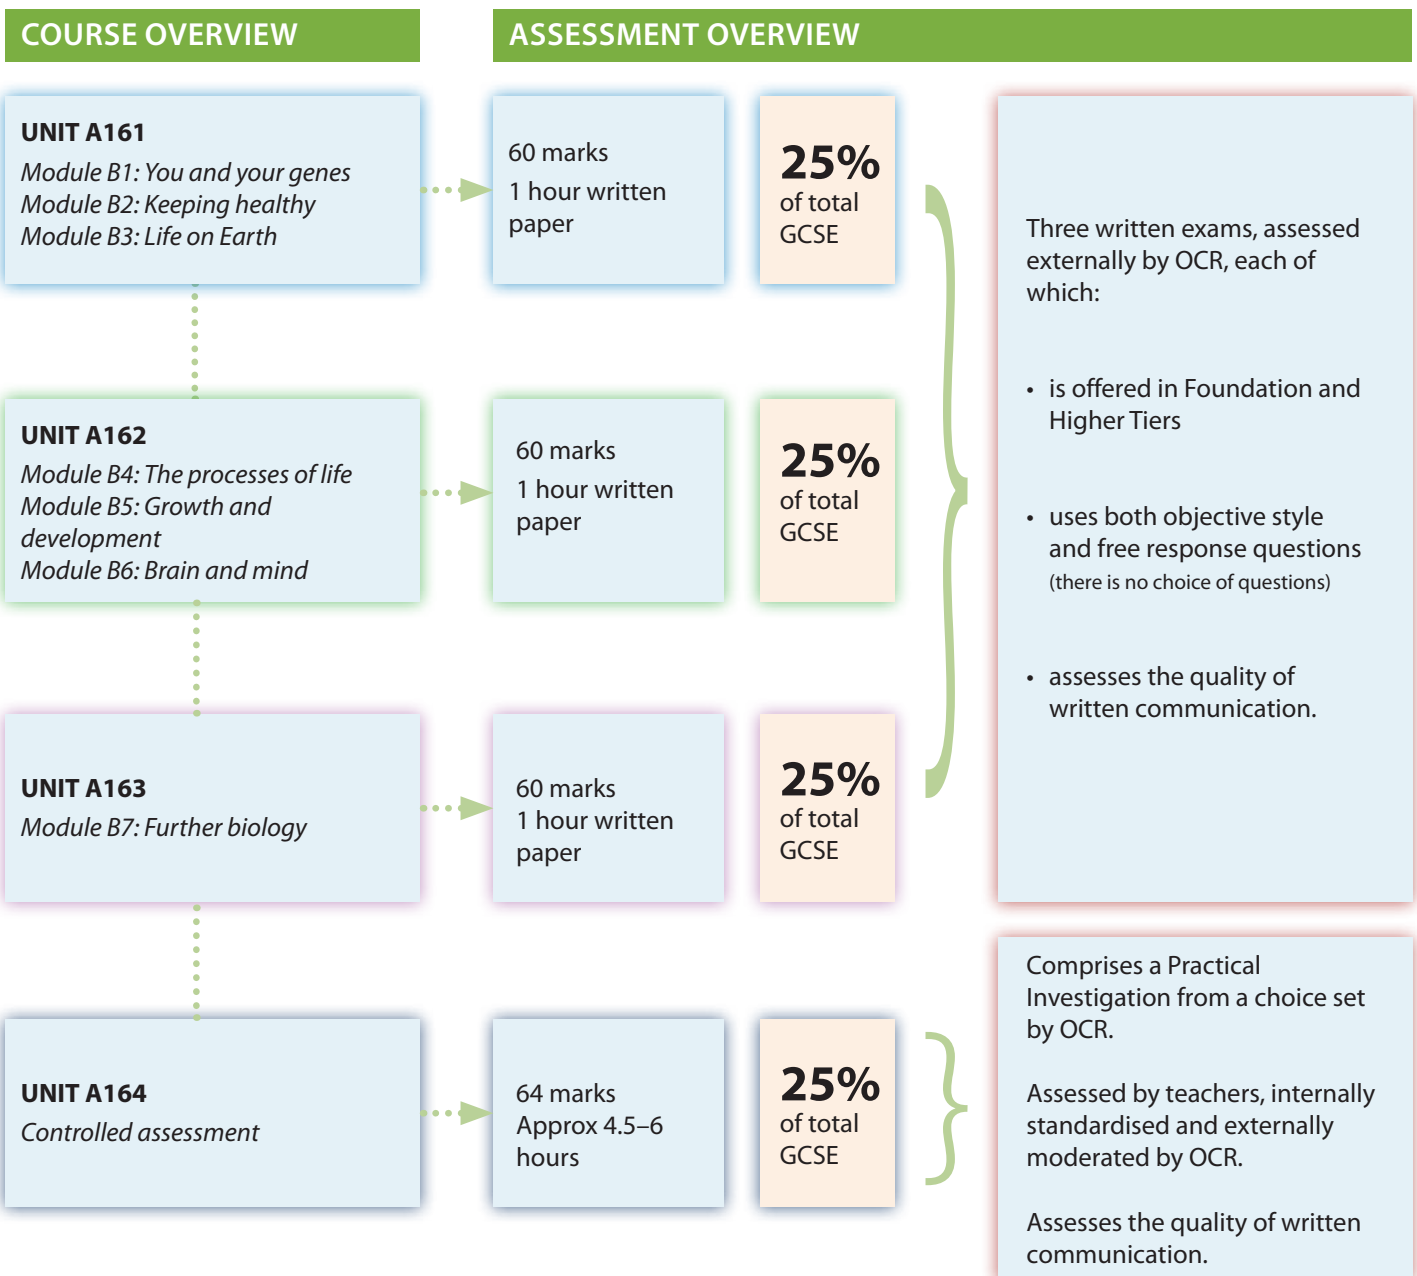 COURSE OVERVIEW
ASSESSMENT OVERVIEW
UNIT A161
Module B1: You and your genes
Module B2: Keeping healthy
Module B3: Life on Earth
60 marks
1 hour written
paper
25%
of total
GCSE
UNIT A162
Module B4: The processes of life
Module B5: Growth and
development
Module B6: Brain and mind
60 marks
1 hour written
paper
25%
of total
GCSE
UNIT A163
Module B7: Further biology
60 marks
1 hour written
paper
25%
of total
GCSE
Three written exams, assessed
externally by OCR, each of
which:
• is offered in Foundation and
Higher Tiers
• uses both objective style
and free response questions
(there is no choice of questions)
• assesses the quality of
written communication.
UNIT A164
Controlled assessment
64 marks
Approx 4.5–6
hours
25%
of total
GCSE
Comprises a Practical
Investigation from a choice set
by OCR.
Assessed by teachers, internally
standardised and externally
moderated by OCR.
Assesses the quality of written
communication.